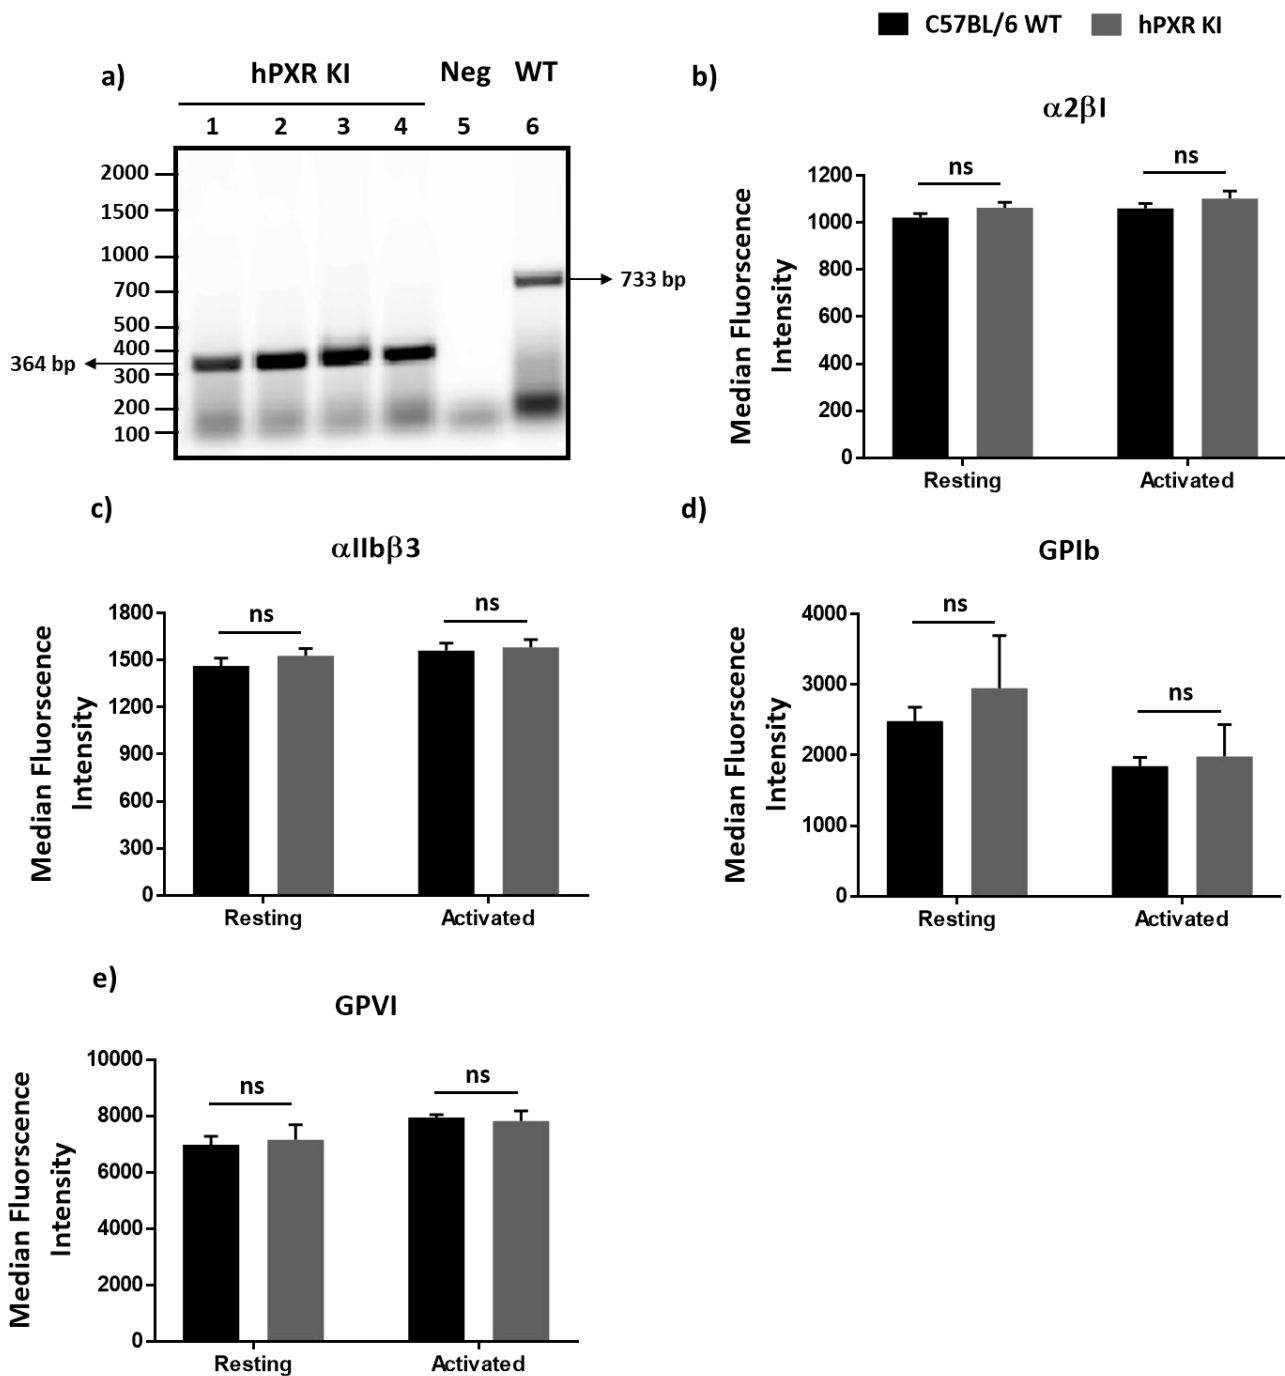 C57BL/6 WT hPXR KI
a) hPXR KI Neg WT
1 2 3 4 5 6
2000
1500
1000
700
500
400
300
200
100
364 bp
733 bp
b)
α2βI
Median Fluorscence
Intensity
1200
1000
800
600
400
200
0
ns
ns
Resting Activated
c)
αIIbβ3
Median Fluorscence
Intensity
1800
1500
1200
900
600
300
0
ns
ns
Resting Activated
d)
GPIb
Median Fluorscence
Intensity
4000
3000
2000
1000
0
ns
ns
Resting Activated
e)
GPVI
Median Fluorscence
Intensity
10000
8000
6000
4000
2000
0
ns
ns
Resting Activated